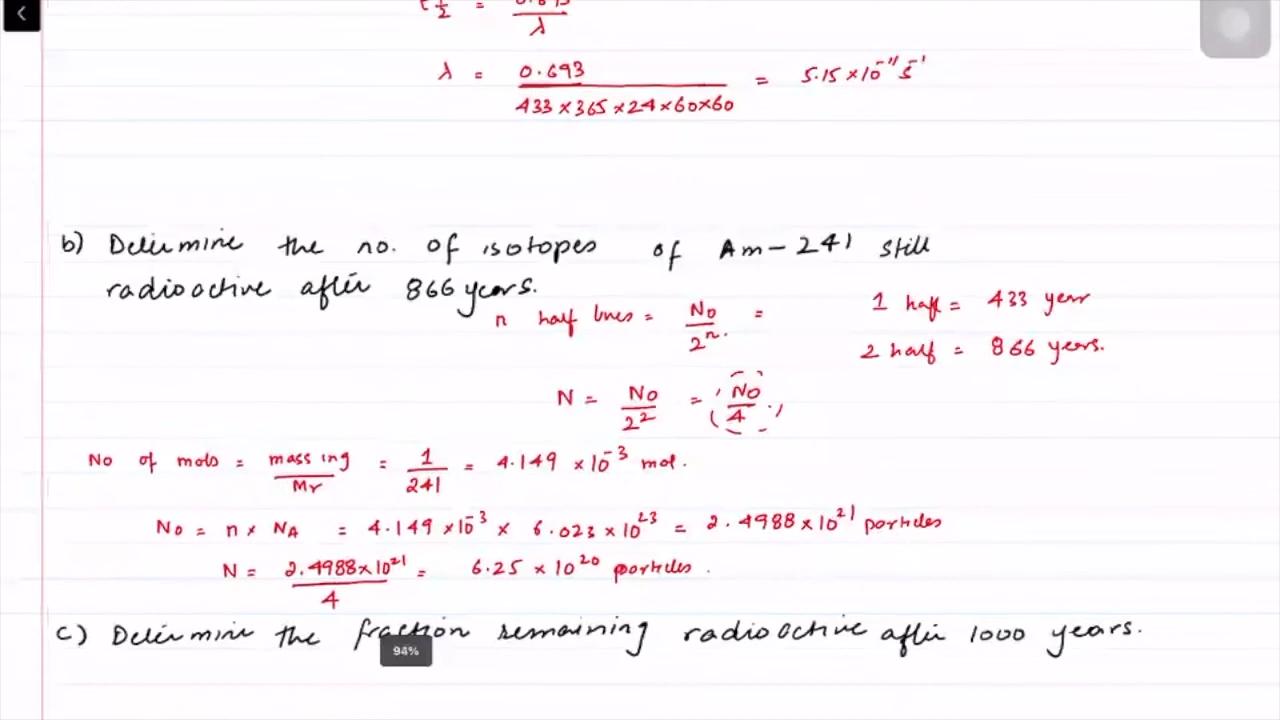 t½ = 0.693/λ
λ = 0.693 / 433 × 365 × 24 × 60 × 60 = 5.15 × 10⁻¹¹ s⁻¹
b) Determine the no. of isotopes of Am - 241 still
radioactive after 866 years.
n half lives = No/2ⁿ. =
1 half = 433 year
2 half = 866 years.
N = No/2² = No/4
No of mols = mass in g/Mr = 1/241 = 4.149 × 10⁻³ mol.
No = n × NA = 4.149 × 10⁻³ × 6.023 × 10²³ = 2.4988 × 10²¹ particles
N = 2.4988 × 10²¹/4 = 6.25 × 10²⁰ particles.
c) Determine the fraction remaining radioactive after 1000 years.
94%